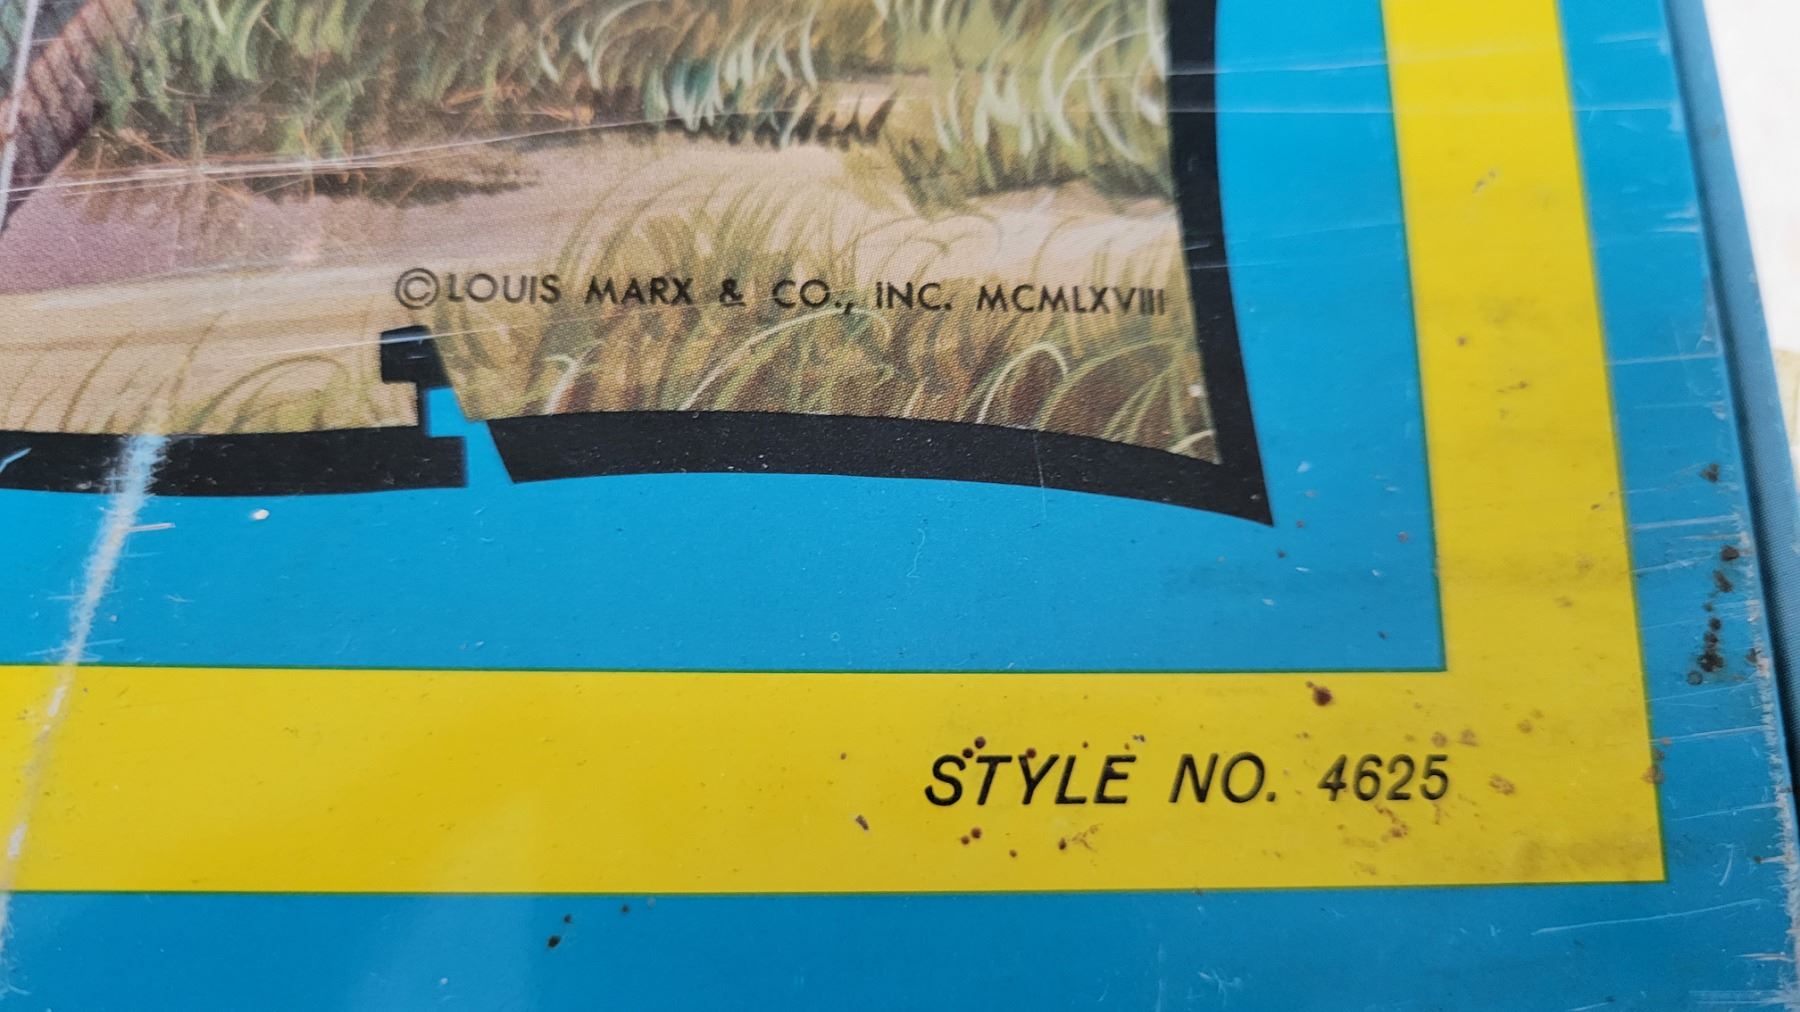 ©LOUIS MARX & CO., INC. MCMLXVIII
STYLE NO. 4625